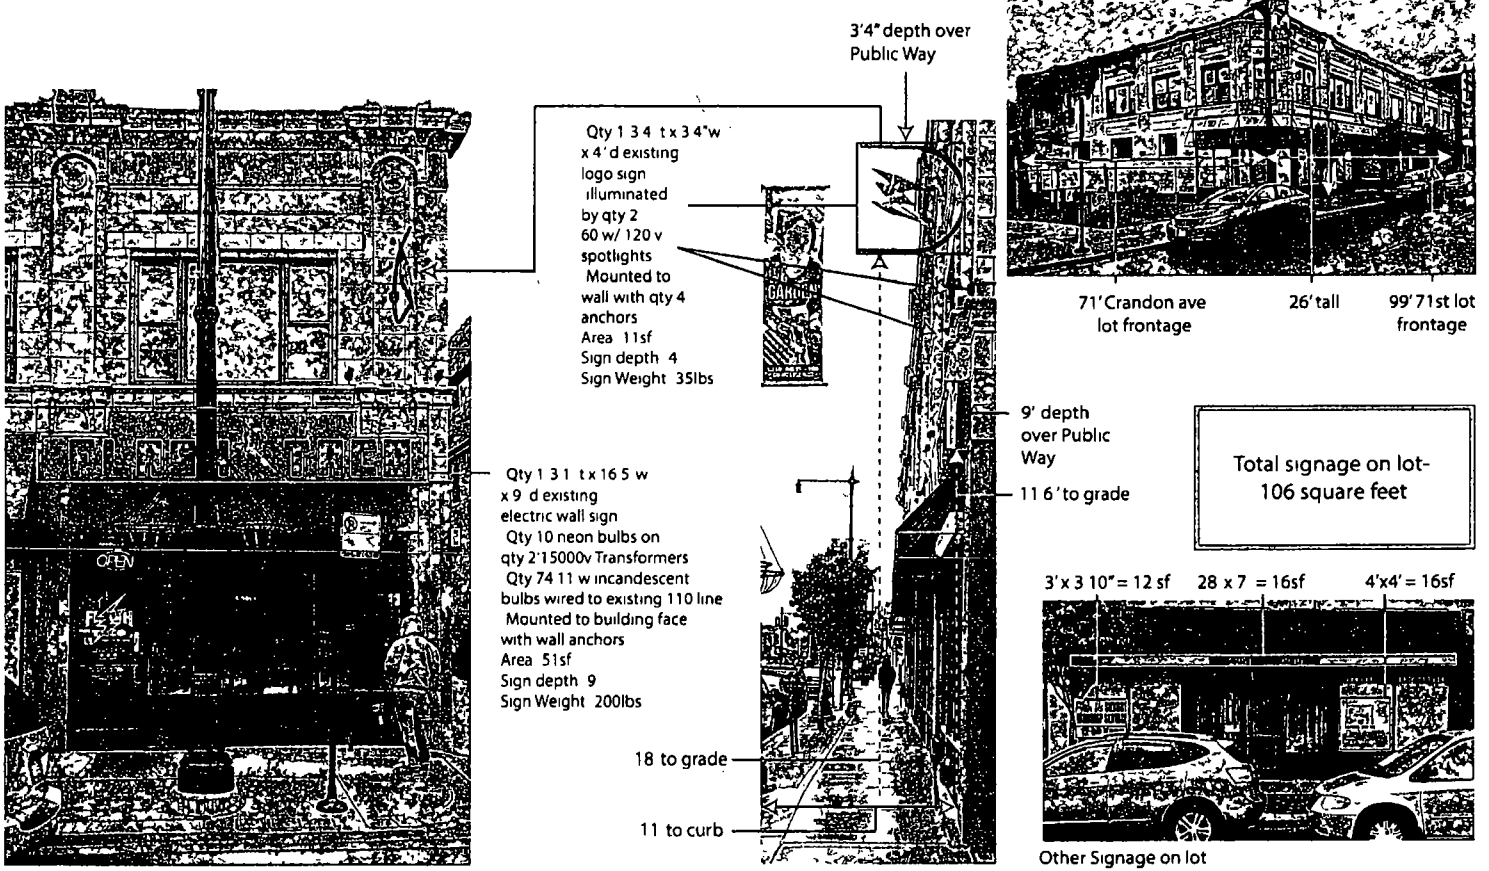 3'4" depth over
Public Way
Qty 1 3 4 t x 3 4"w
x 4' d existing
logo sign
illuminated
by qty 2
60 w/ 120 v
spotlights
Mounted to
wall with qty 4
anchors
Area 11sf
Sign depth 4
Sign Weight 35lbs
Qty 1 3 1 t x 16 5 w
x 9 d existing
electric wall sign
Qty 10 neon bulbs on
qty 2'15000v Transformers
Qty 74 11 w incandescent
bulbs wired to existing 110 line
Mounted to building face
with wall anchors
Area 51sf
Sign depth 9
Sign Weight 200lbs
OPEN
GARDEN
18 to grade
11 to curb
9' depth
over Public
Way
11 6' to grade
71' Crandon ave
lot frontage
26' tall
99' 71st lot
frontage
Total signage on lot-
106 square feet
3' x 3 10" = 12 sf
28 x 7 = 16sf
4'x4' = 16sf
Other Signage on lot